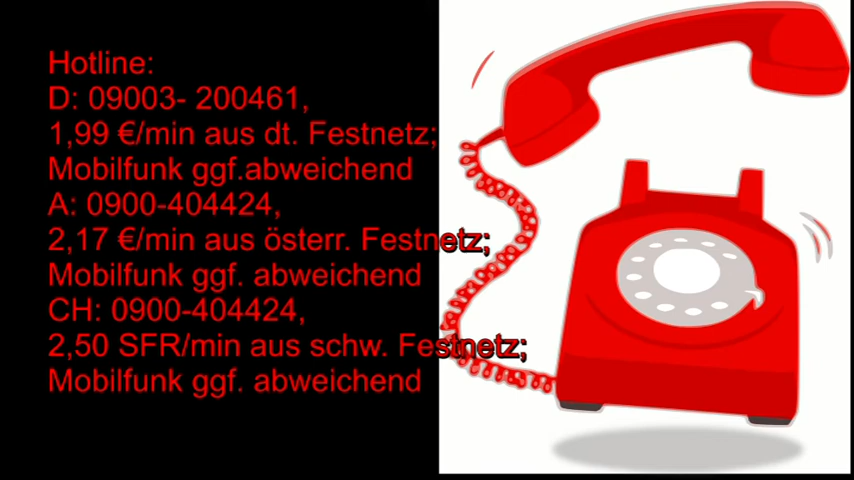 Hotline:
D: 09003- 200461,
1,99 €/min aus dt. Festnetz;
Mobilfunk ggf.abweichend
A: 0900-404424,
2,17 €/min aus österr. Festnetz;
Mobilfunk ggf. abweichend
CH: 0900-404424,
2,50 SFR/min aus schw. Festnetz;
Mobilfunk ggf. abweichend